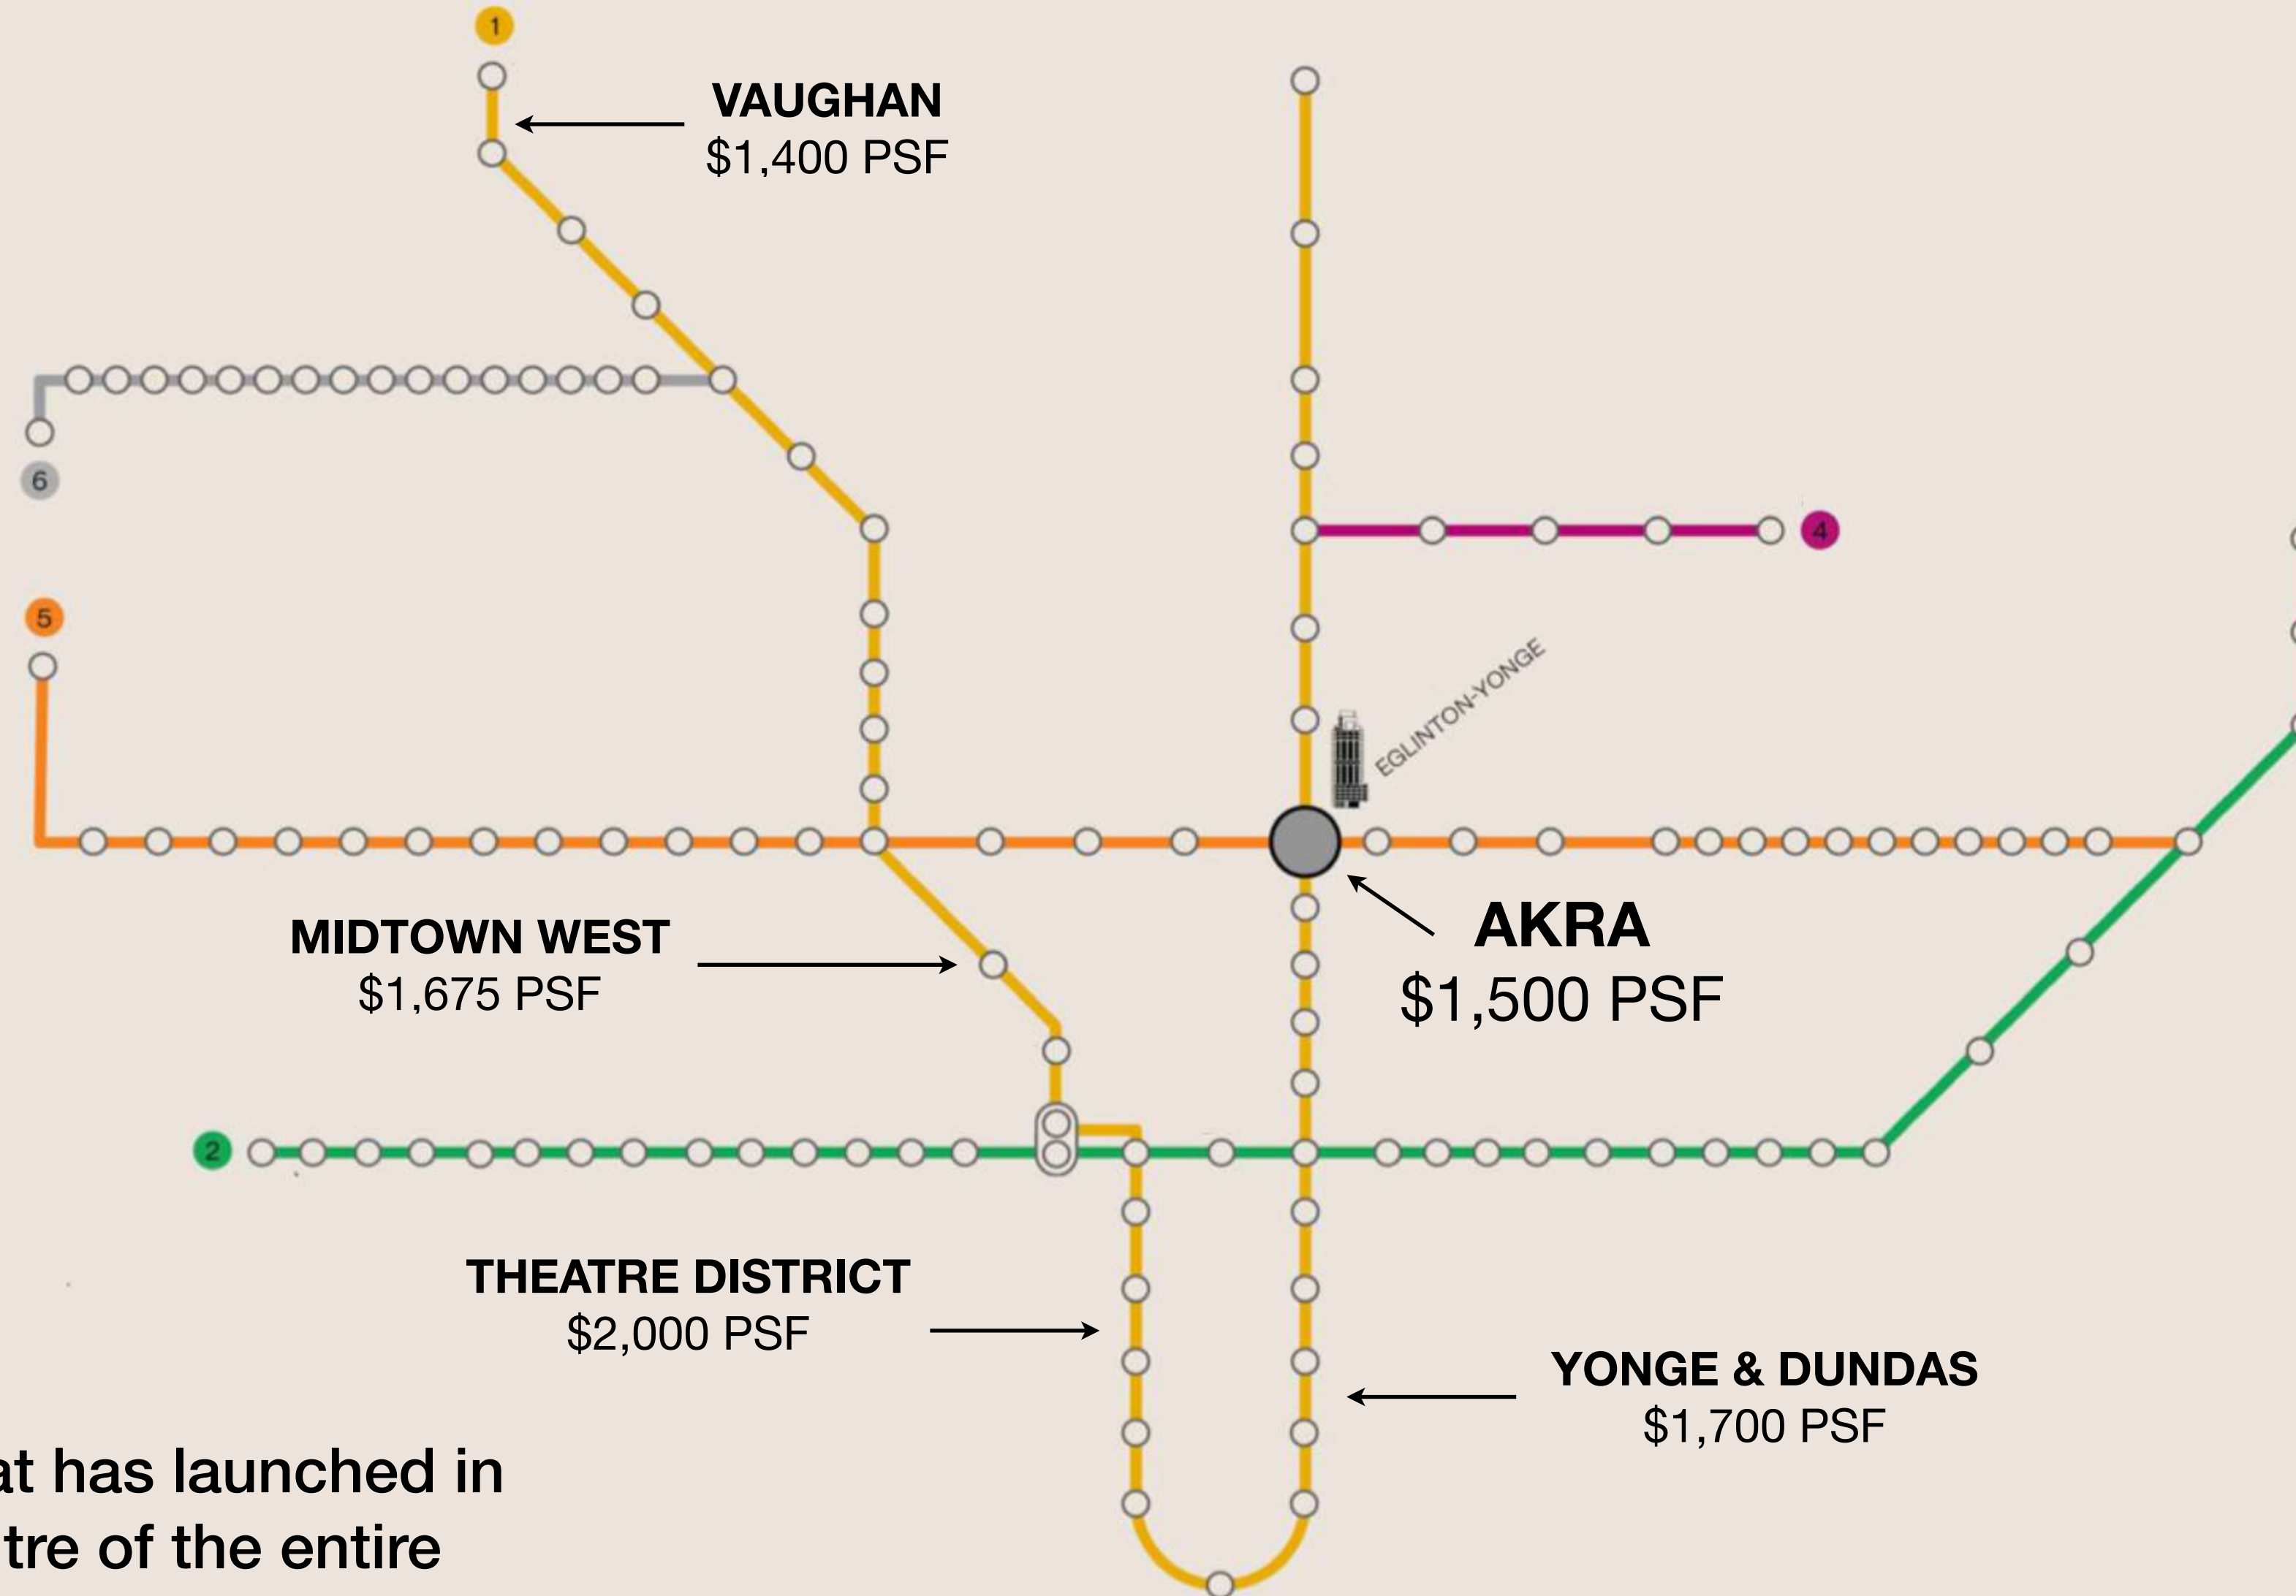 1
VAUGHAN
$1,400 PSF
6
4
5
EGLINTON-YONGE
MIDTOWN WEST
$1,675 PSF
AKRA
$1,500 PSF
2
THEATRE DISTRICT
$2,000 PSF
YONGE & DUNDAS
$1,700 PSF
at has launched in
tre of the entire